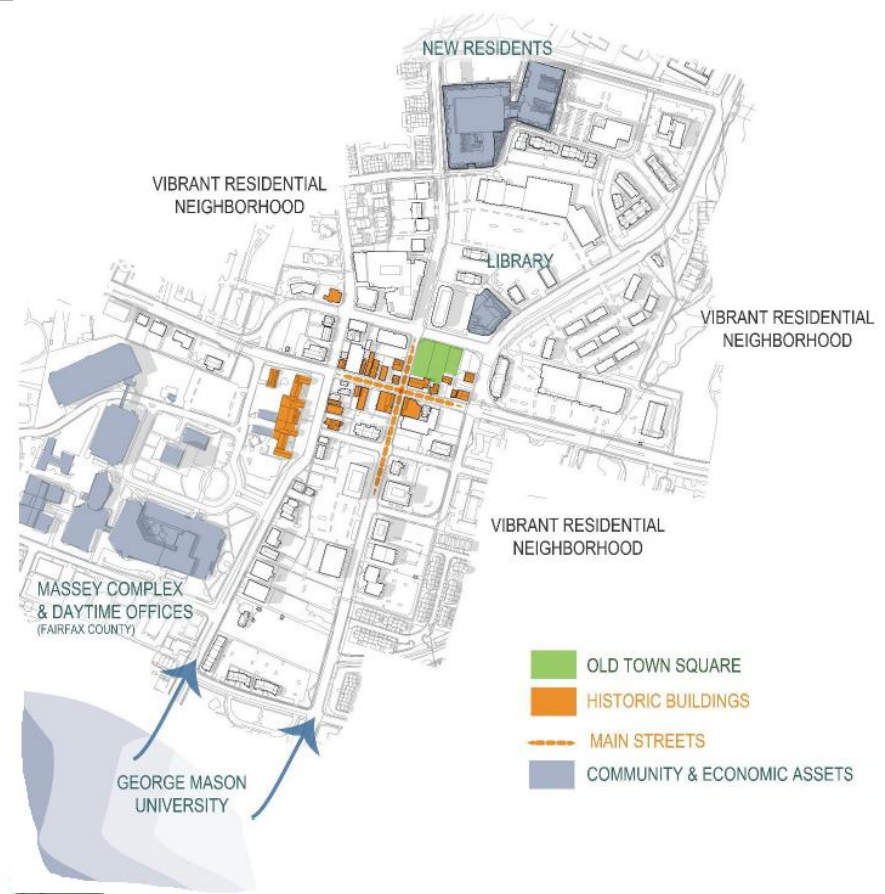 NEW RESIDENTS
VIBRANT RESIDENTIAL
NEIGHBORHOOD
LIBRARY
VIBRANT RESIDENTIAL
NEIGHBORHOOD
VIBRANT RESIDENTIAL
NEIGHBORHOOD
MASSEY COMPLEX
& DAYTIME OFFICES
(FAIRFAX COUNTY)
GEORGE MASON
UNIVERSITY
OLD TOWN SQUARE
HISTORIC BUILDINGS
MAIN STREETS
COMMUNITY & ECONOMIC ASSETS